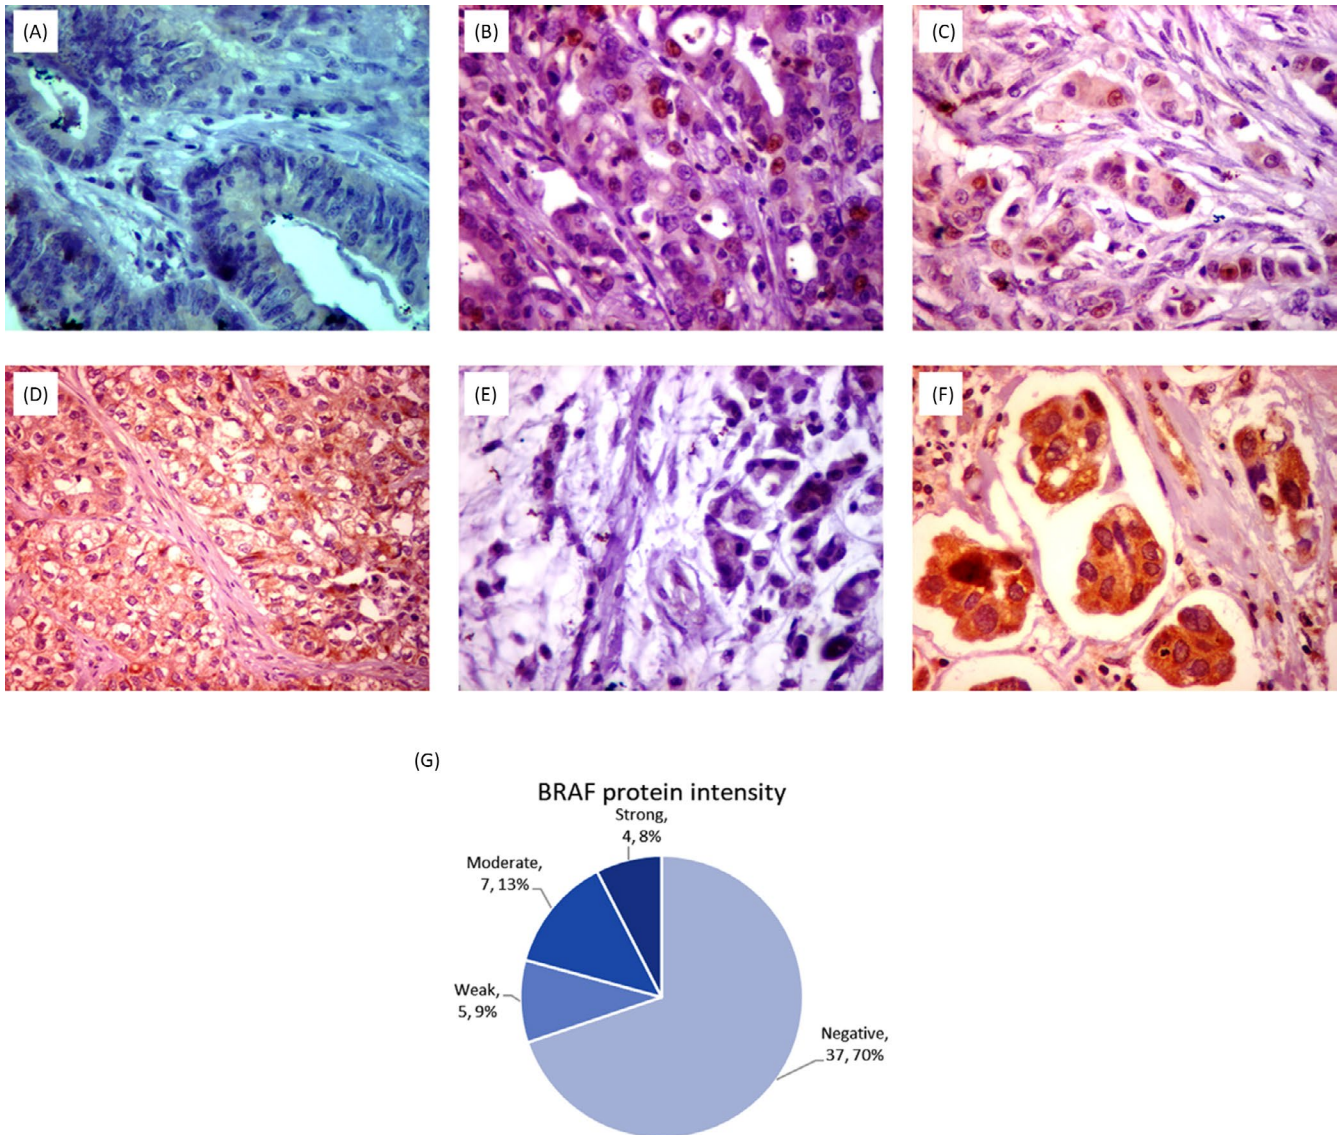 (A)
(B)
(C)
(D)
(E)
(F)
(G)
BRAF protein intensity
Strong,
4, 8%
Moderate,
7, 13%
Weak,
5, 9%
Negative,
37, 70%